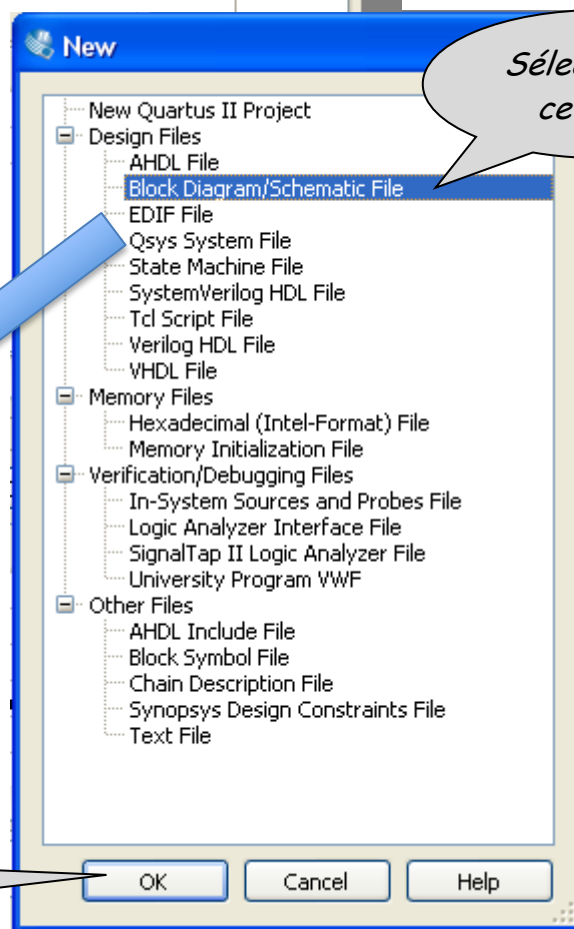 New
Séle
ce
New Quartus II Project
Design Files
AHDL File
Block Diagram/Schematic File
EDIF File
Qsys System File
State Machine File
SystemVerilog HDL File
Tcl Script File
Verilog HDL File
VHDL File
Memory Files
Hexadecimal (Intel-Format) File
Memory Initialization File
Verification/Debugging Files
In-System Sources and Probes File
Logic Analyzer Interface File
SignalTap II Logic Analyzer File
University Program VWF
Other Files
AHDL Include File
Block Symbol File
Chain Description File
Synopsys Design Constraints File
Text File
OK Cancel Help